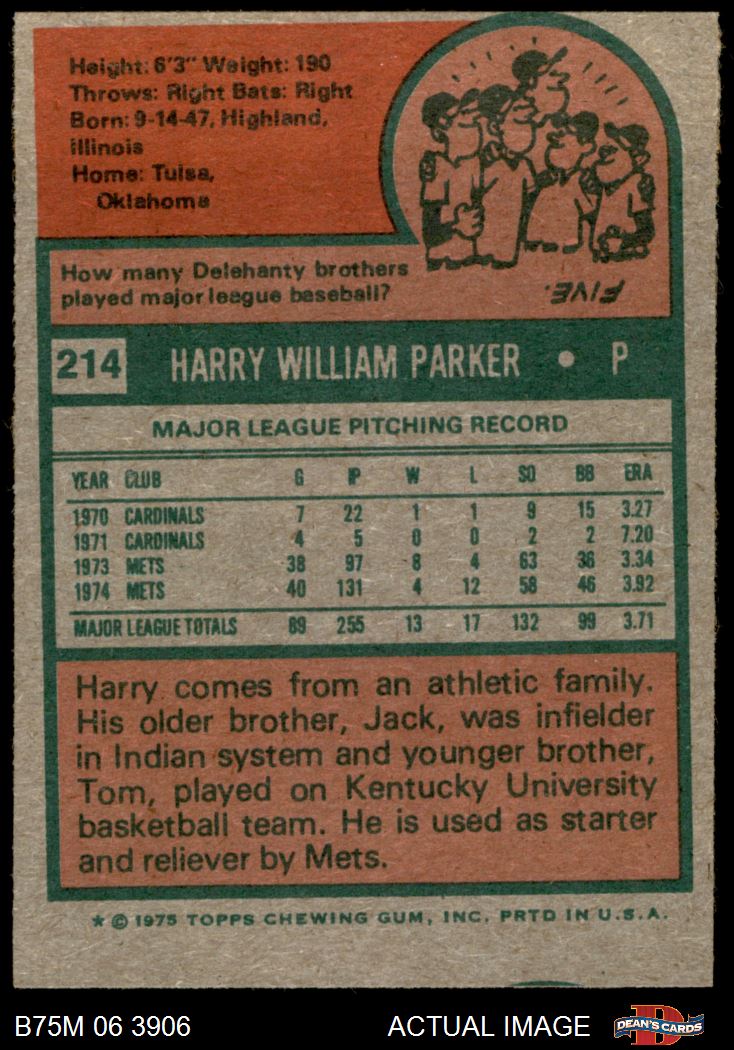 Height: 6'3" Weight: 190
Throws: Right Bats: Right
Born: 9-14-47, Highland,
Illinois
Home: Tulsa,
Oklahoma
How many Delehanty brothers
played major league baseball?
FIVE.
214 HARRY WILLIAM PARKER • P
MAJOR LEAGUE PITCHING RECORD
YEAR CLUB G IP W L SO BB ERA
1970 CARDINALS 7 22 1 1 9 15 3.27
1971 CARDINALS 4 5 0 0 2 2 7.20
1973 METS 38 97 8 4 63 36 3.34
1974 METS 40 131 4 12 58 46 3.92
MAJOR LEAGUE TOTALS 89 255 13 17 132 99 3.71
Harry comes from an athletic family.
His older brother, Jack, was infielder
in Indian system and younger brother,
Tom, played on Kentucky University
basketball team. He is used as starter
and reliever by Mets.
* © 1975 TOPPS CHEWING GUM, INC. PRTD IN U.S.A.
B75M 06 3906 ACTUAL IMAGE D DEAN'S CARDS